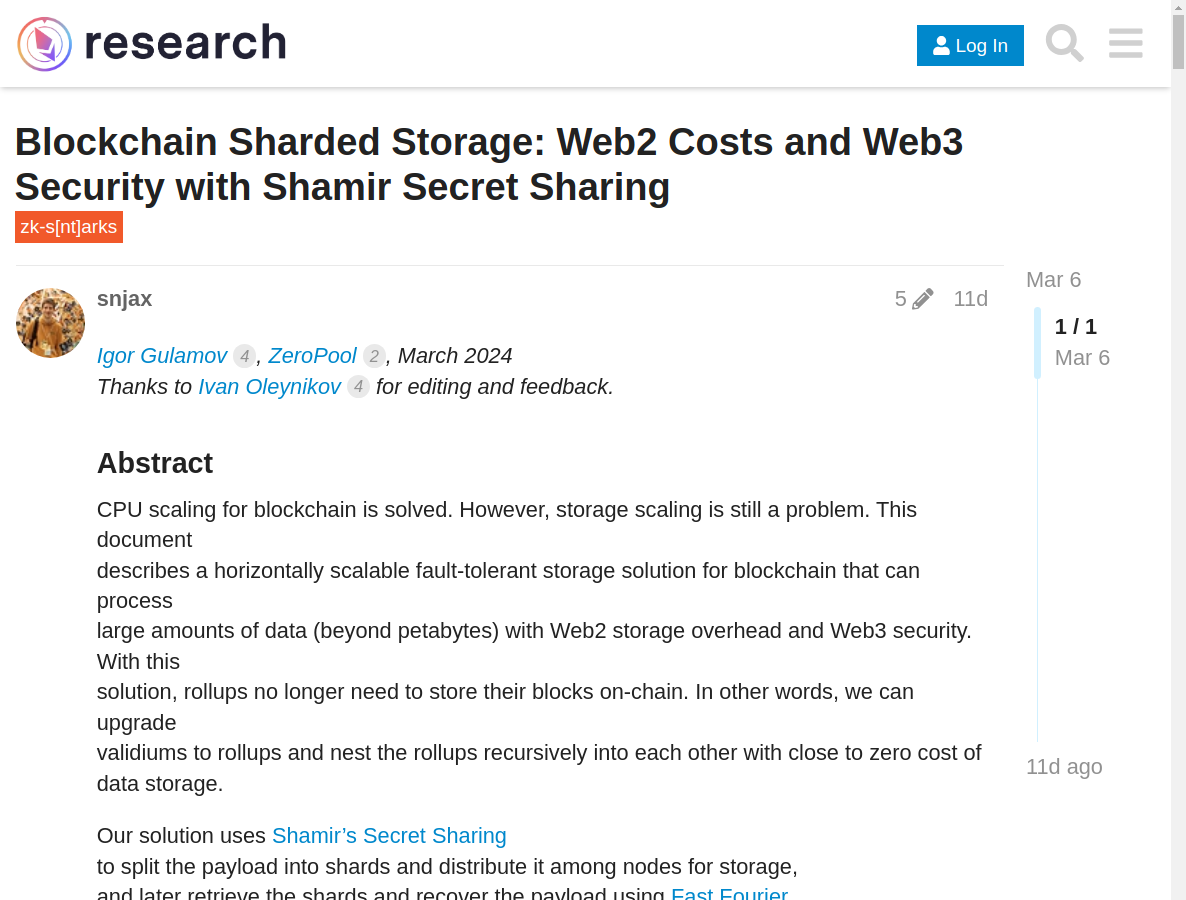 research
Log In
Blockchain Sharded Storage: Web2 Costs and Web3
Security with Shamir Secret Sharing
zk-s[nt]arks
Mar 6
snjax
5
11d
1 / 1
Mar 6
Igor Gulamov 4, ZeroPool 2, March 2024
Thanks to Ivan Oleynikov 4 for editing and feedback.
Abstract
CPU scaling for blockchain is solved. However, storage scaling is still a problem. This
document
describes a horizontally scalable fault-tolerant storage solution for blockchain that can
process
large amounts of data (beyond petabytes) with Web2 storage overhead and Web3 security.
With this
solution, rollups no longer need to store their blocks on-chain. In other words, we can
upgrade
validiums to rollups and nest the rollups recursively into each other with close to zero cost of
data storage.
11d ago
Our solution uses Shamir’s Secret Sharing
to split the payload into shards and distribute it among nodes for storage,
and later retrieve the shards and recover the payload using Fast Fourier